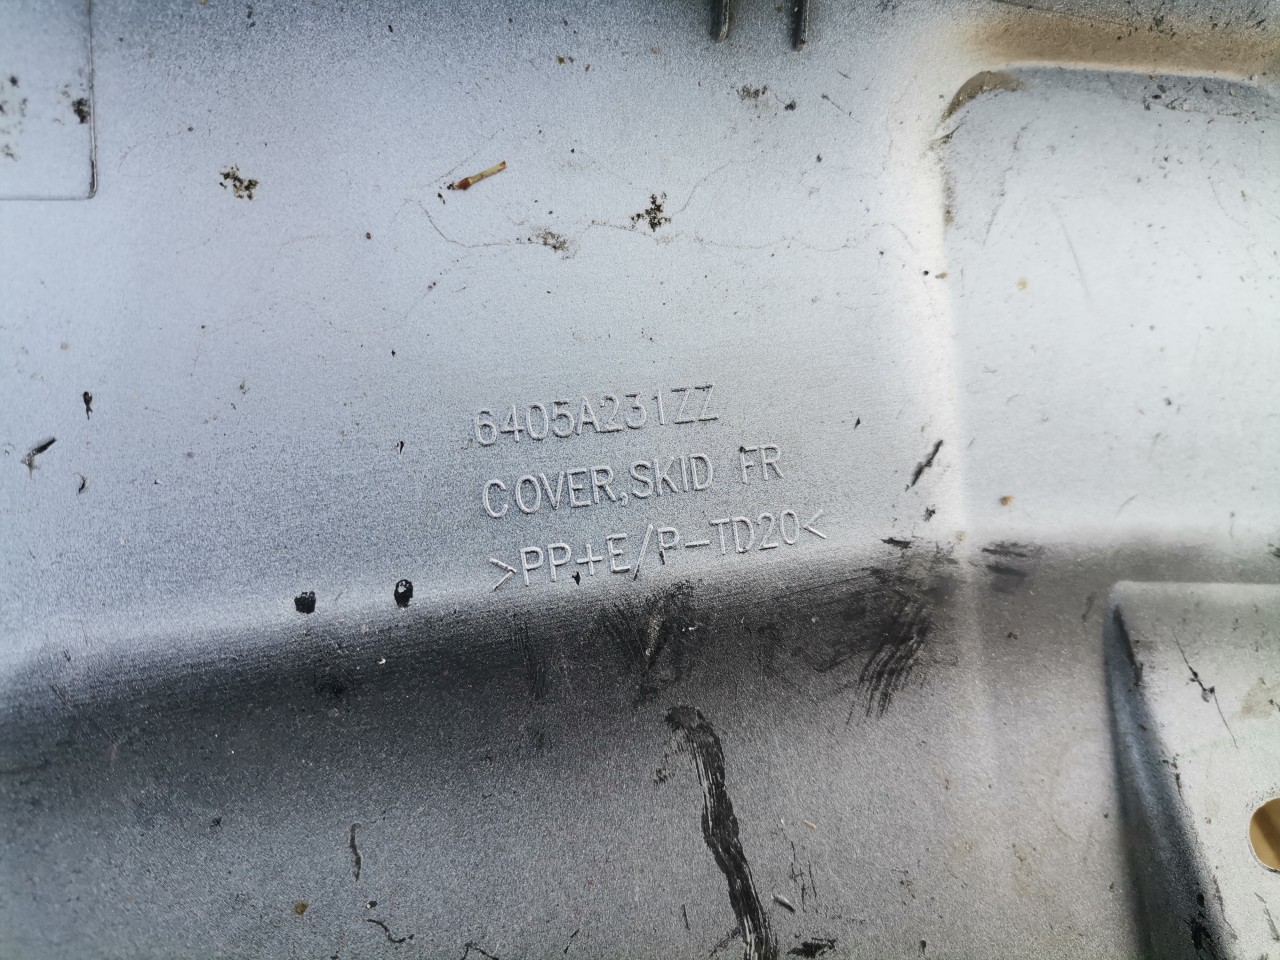 6405A231ZZ
COVER,SKID FR
>PP+E/P-TD20<